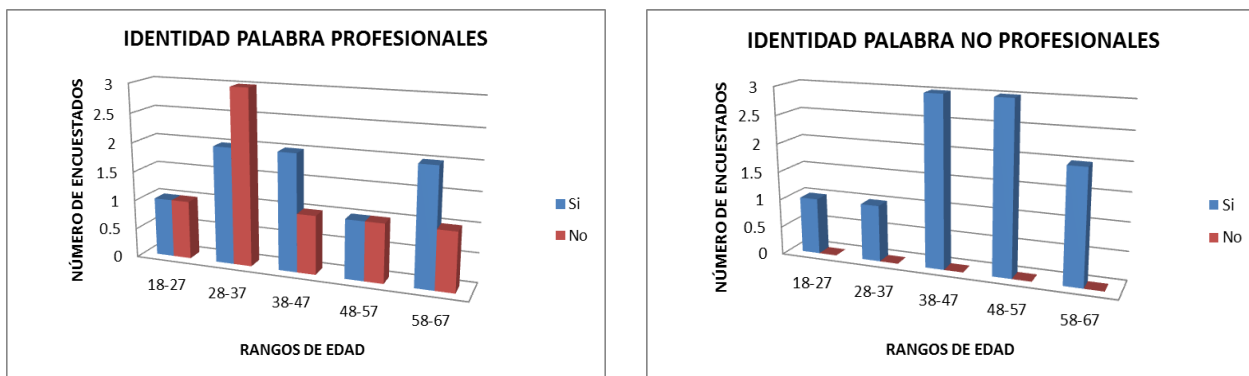 IDENTIDAD PALABRA PROFESIONALES
NÚMERO DE ENCUESTADOS
3
2.5
2
1.5
1
0.5
0
18-27
28-37
38-47
48-57
58-67
RANGOS DE EDAD
Si
No
IDENTIDAD PALABRA NO PROFESIONALES
NÚMERO DE ENCUESTADOS
3
2.5
2
1.5
1
0.5
0
18-27
28-37
38-47
48-57
58-67
RANGOS DE EDAD
Si
No